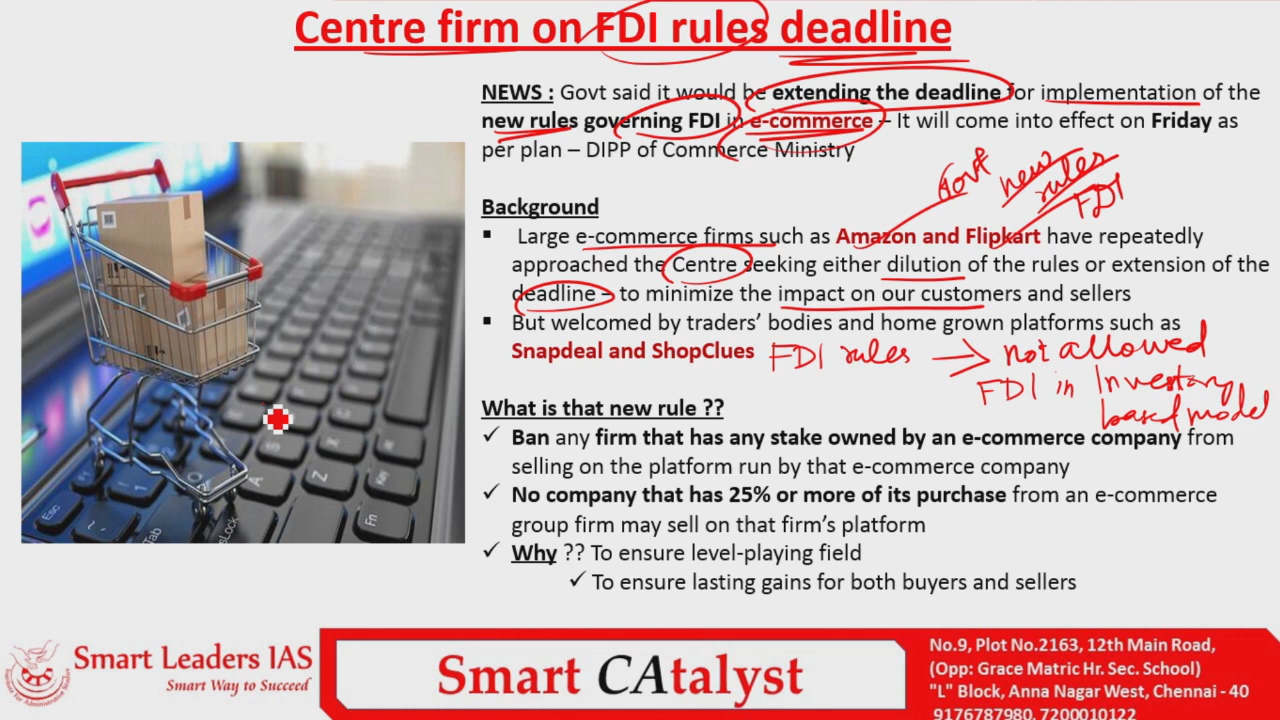 Centre firm on FDI rules deadline
NEWS : Govt said it would be extending the deadline for implementation of the
new rules governing FDI in e-commerce – It will come into effect on Friday as
per plan – DIPP of Commerce Ministry
Govt new rules FDI
Background
▪ Large e-commerce firms such as Amazon and Flipkart have repeatedly
approached the Centre seeking either dilution of the rules or extension of the
deadline – to minimize the impact on our customers and sellers
▪ But welcomed by traders’ bodies and home grown platforms such as
Snapdeal and ShopClues
FDI rules → not allowed
FDI in Inventory
based model
What is that new rule ??
✓ Ban any firm that has any stake owned by an e-commerce company from
selling on the platform run by that e-commerce company
✓ No company that has 25% or more of its purchase from an e-commerce
group firm may sell on that firm’s platform
✓ Why ?? To ensure level-playing field
✓ To ensure lasting gains for both buyers and sellers
Esc
Tab
A
Z
Fn
Smart Leaders IAS
Smart Way to Succeed
Smart CAtalyst
No.9, Plot No.2163, 12th Main Road,
(Opp: Grace Matric Hr. Sec. School)
"L" Block, Anna Nagar West, Chennai - 40
9176787980, 7200010122